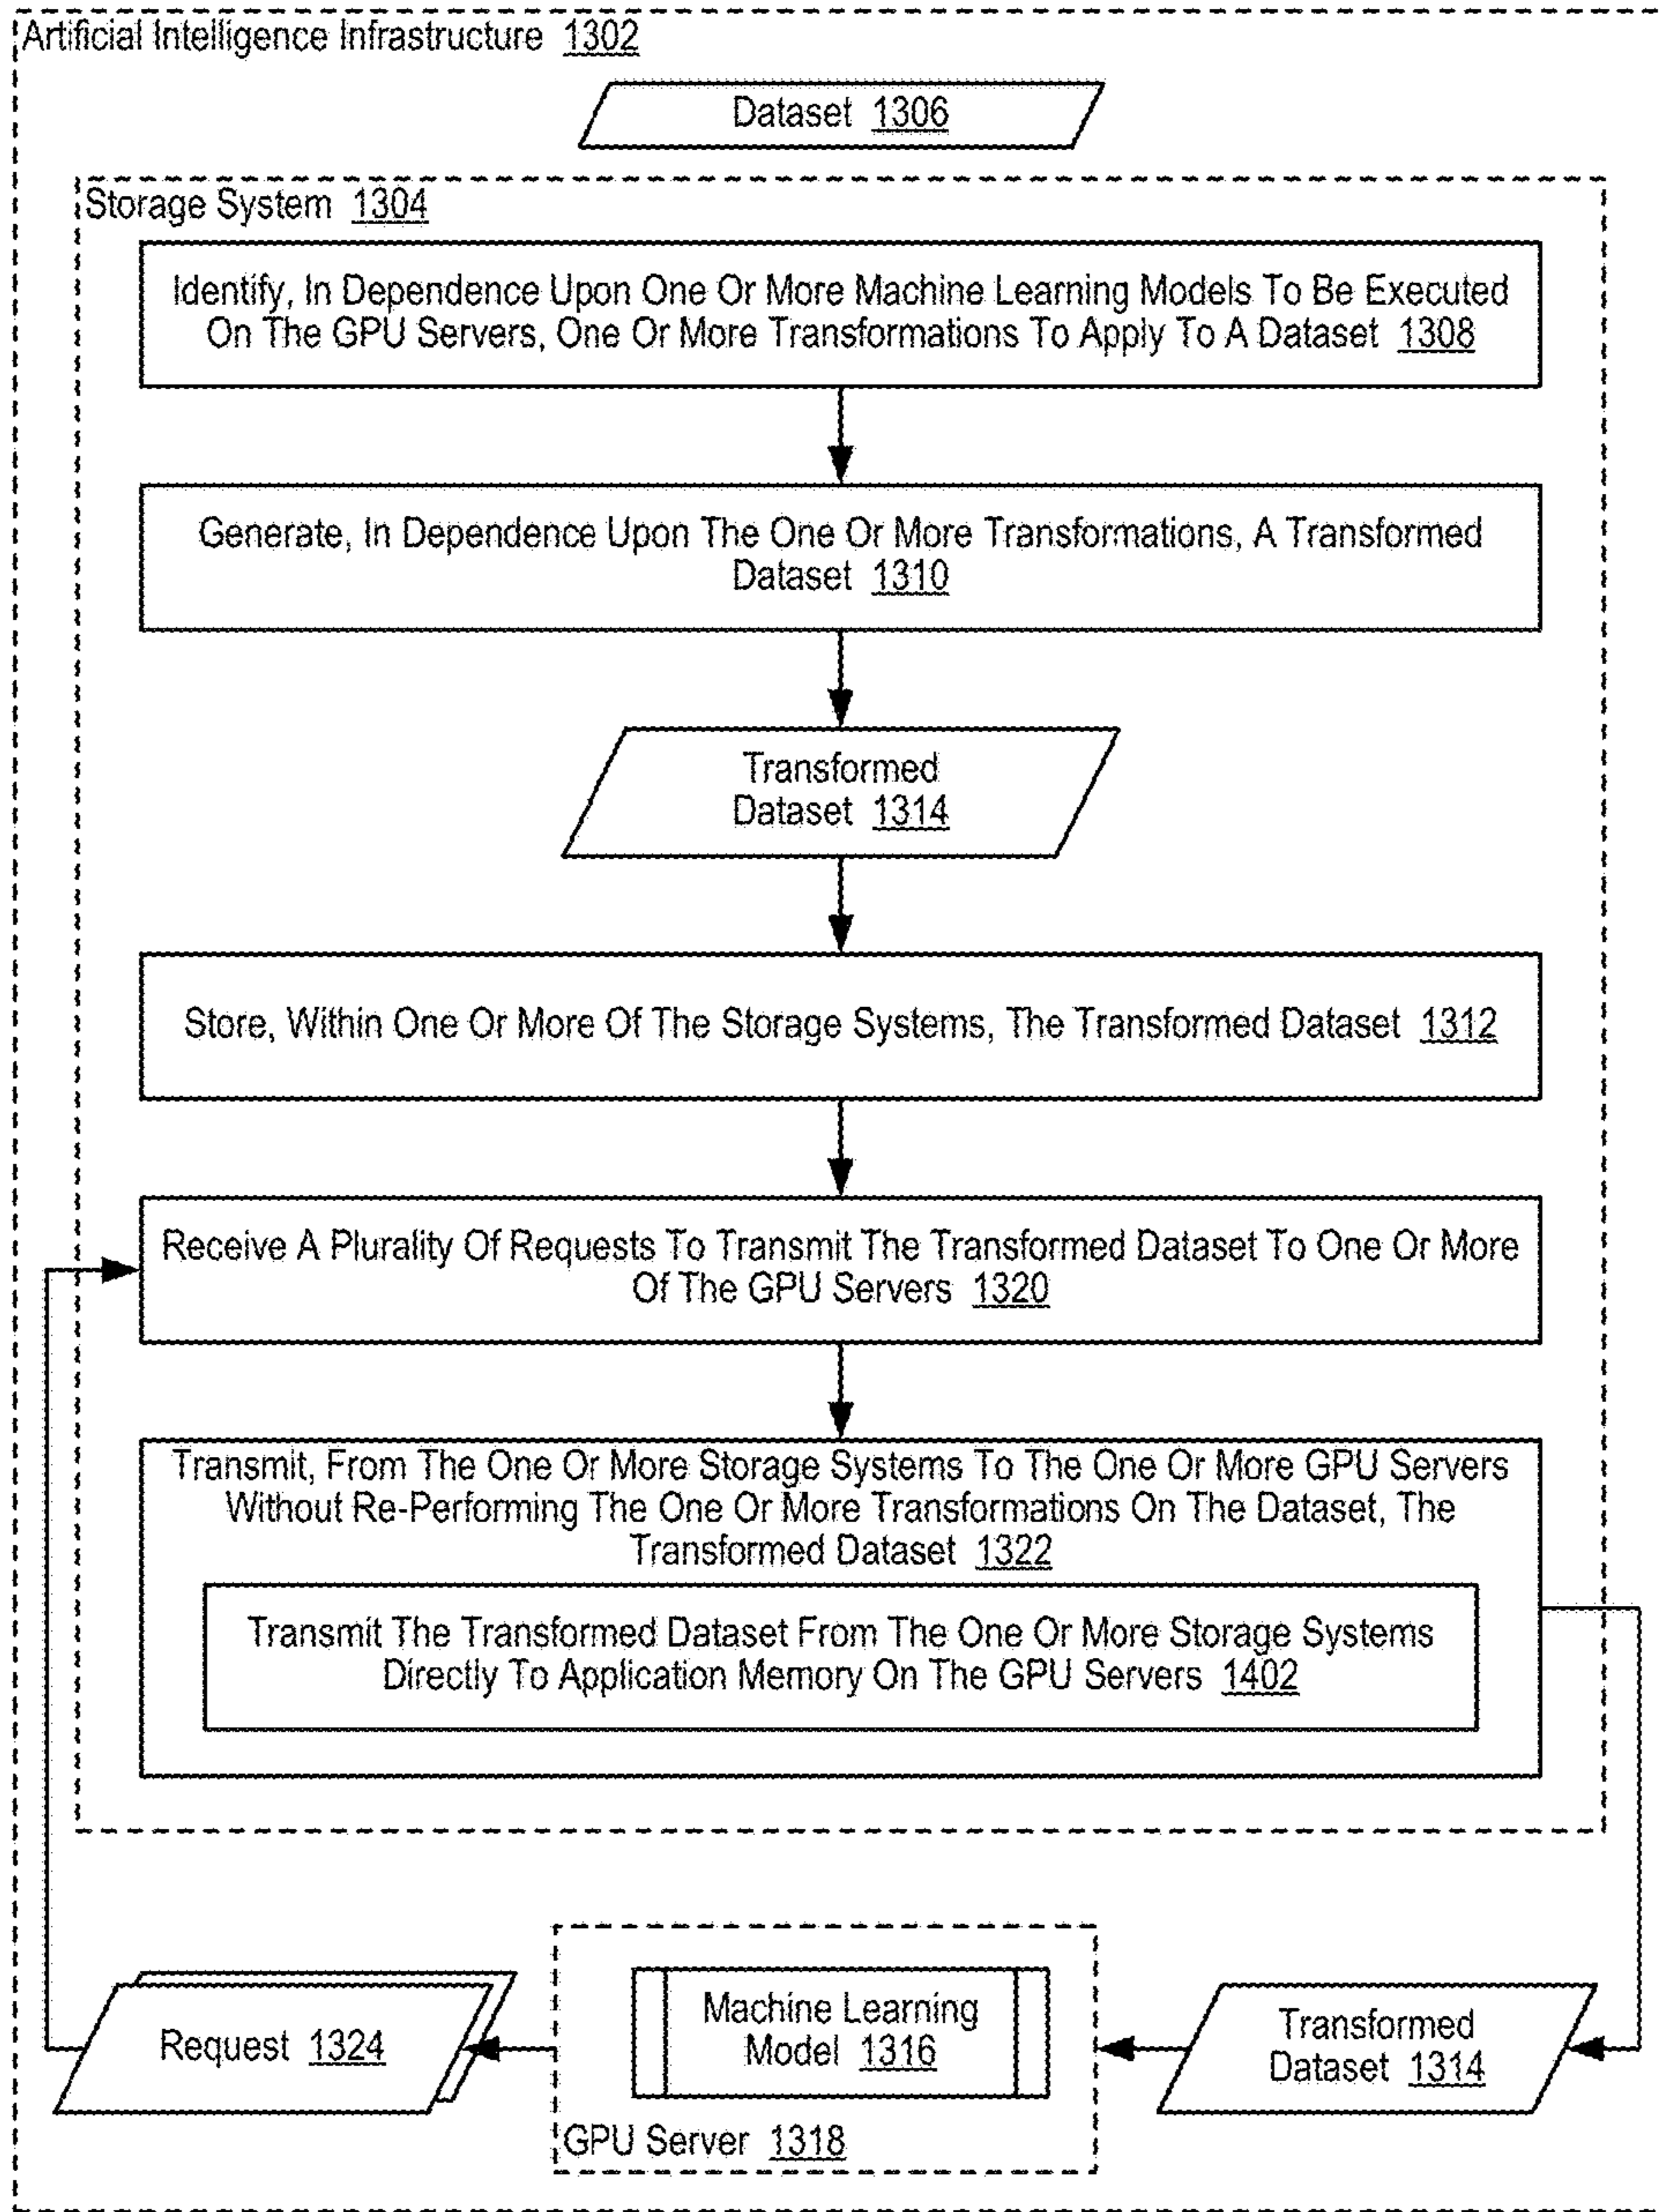 Artificial Intelligence Infrastructure 1302
Dataset 1306
Storage System 1304
Identify, In Dependence Upon One Or More Machine Learning Models To Be Executed
On The GPU Servers, One Or More Transformations To Apply To A Dataset 1308
Generate, In Dependence Upon The One Or More Transformations, A Transformed
Dataset 1310
Transformed
Dataset 1314
Store, Within One Or More Of The Storage Systems, The Transformed Dataset 1312
Receive A Plurality Of Requests To Transmit The Transformed Dataset To One Or More
Of The GPU Servers 1320
Transmit, From The One Or More Storage Systems To The One Or More GPU Servers
Without Re-Performing The One Or More Transformations On The Dataset, The
Transformed Dataset 1322
Transmit The Transformed Dataset From The One Or More Storage Systems
Directly To Application Memory On The GPU Servers 1402
Request 1324
Machine Learning
Model 1316
GPU Server 1318
Transformed
Dataset 1314